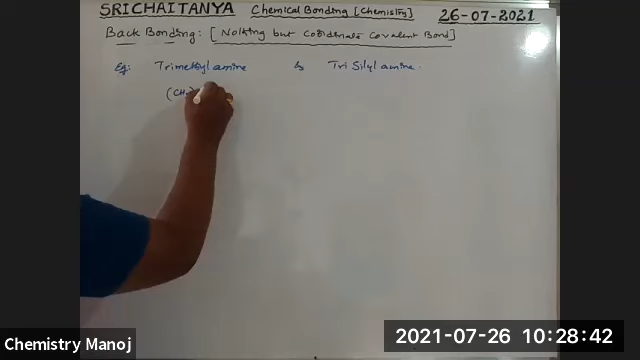 SRICHAITANYA Chemical Bonding [Chemistry] 26-07-2021
Back Bonding: [Nothing but Coordinate Covalent Bond]
Eg: Trimethyl amine & Tri Silyl amine.
(CH3)
Chemistry Manoj
2021-07-26 10:28:42